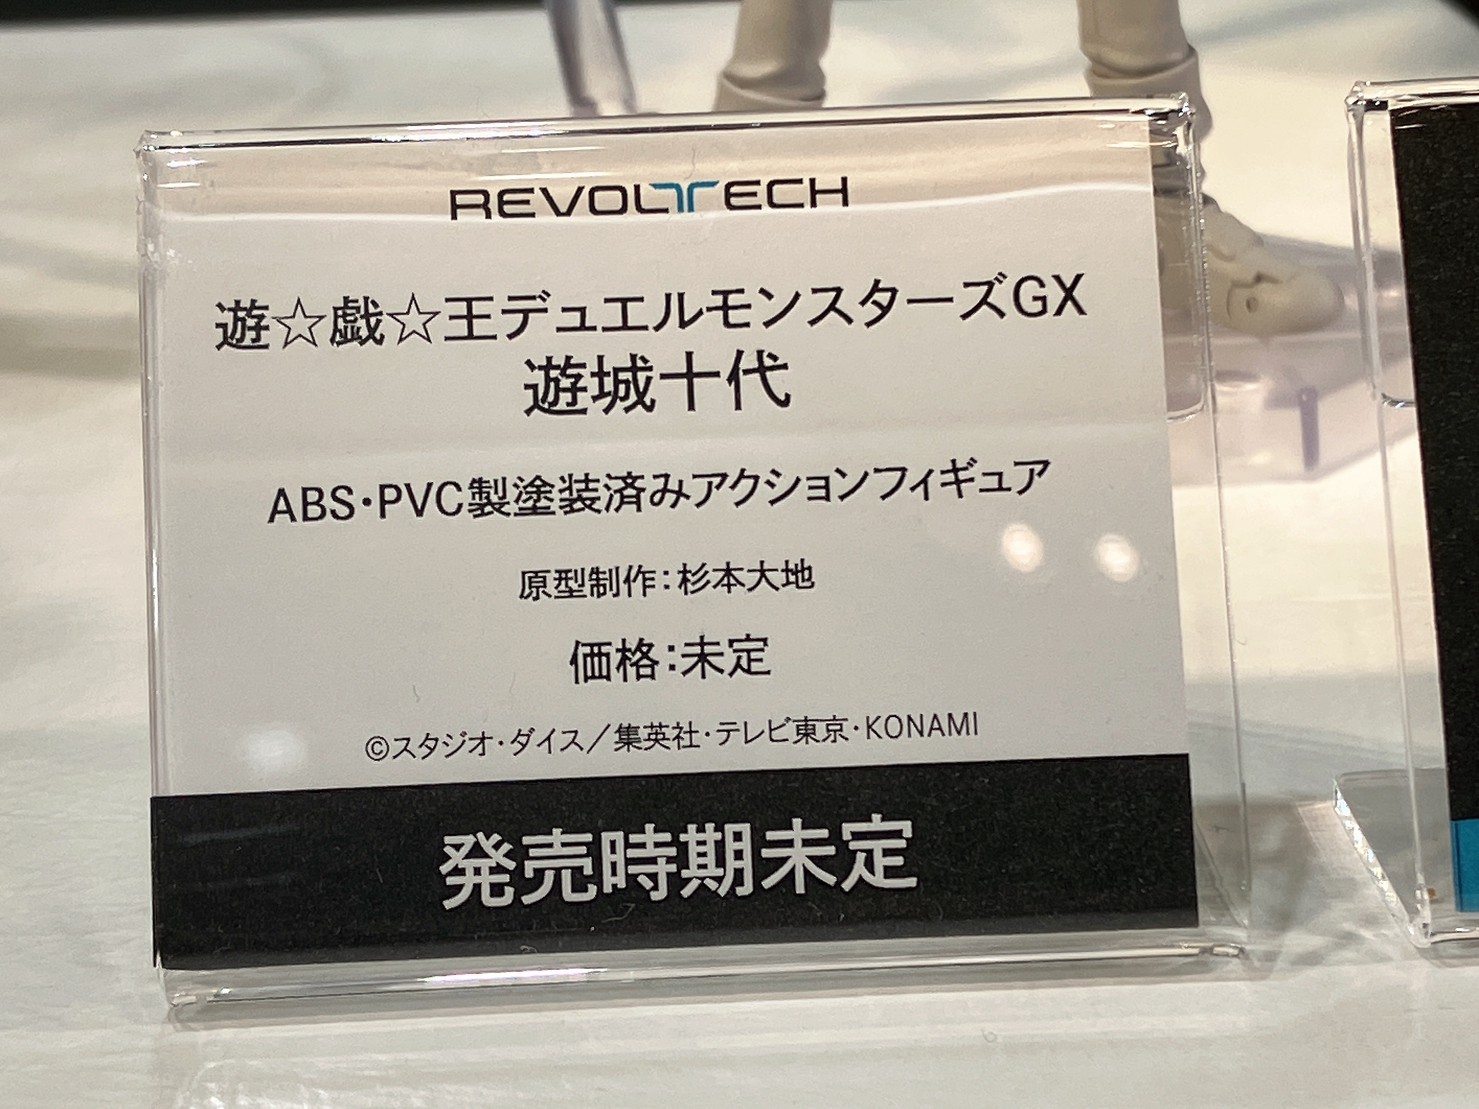 REVOLTECH
遊☆戯☆王デュエルモンスターズGX
遊城十代
ABS・PVC製塗装済みアクションフィギュア
原型制作：杉本大地
価格：未定
©スタジオ・ダイス／集英社・テレビ東京・KONAMI
発売時期未定